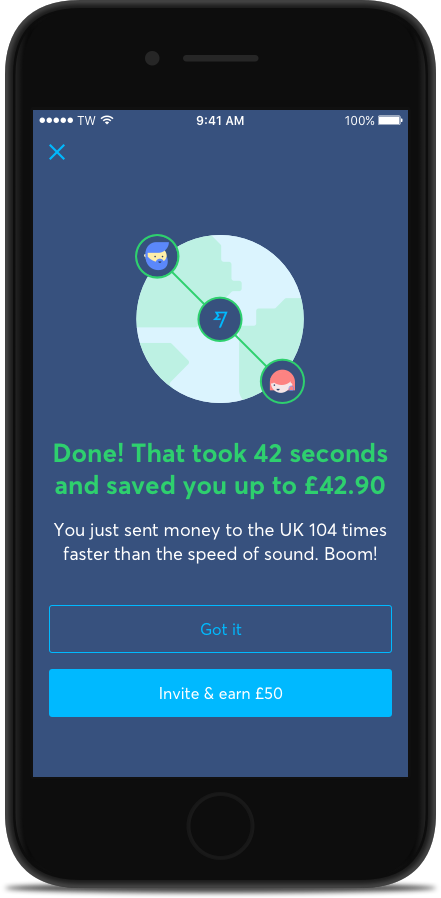 TW 9:41 AM 100%
Done! That took 42 seconds
and saved you up to £42.90
You just sent money to the UK 104 times
faster than the speed of sound. Boom!
Got it
Invite & earn £50